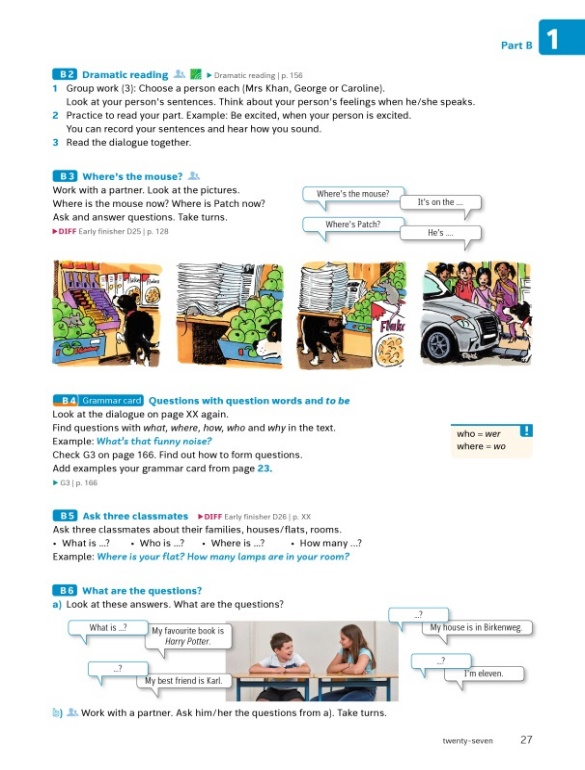 Part B 1
B 2 Dramatic reading ▶ Dramatic reading | p. 156
1 Group work (3): Choose a person each (Mrs Khan, George or Caroline).
Look at your person's sentences. Think about your person's feelings when he/she speaks.
2 Practice to read your part. Example: Be excited, when your person is excited.
You can record your sentences and hear how you sound.
3 Read the dialogue together.
B 3 Where's the mouse?
Work with a partner. Look at the pictures.
Where is the mouse now? Where is Patch now?
Ask and answer questions. Take turns.
▶DIFF Early finisher D25 | p. 128
Where's the mouse?
It's on the ....
Where's Patch?
He's ....
B 4 Grammar card Questions with question words and to be
Look at the dialogue on page XX again.
Find questions with what, where, how, who and why in the text.
Example: What's that funny noise?
Check G3 on page 166. Find out how to form questions.
Add examples your grammar card from page 23.
▶ G3 | p. 166
!
who = wer
where = wo
B 5 Ask three classmates ▶DIFF Early finisher D26 | p. XX
Ask three classmates about their families, houses/flats, rooms.
• What is ...? • Who is ...? • Where is ...? • How many ...?
Example: Where is your flat? How many lamps are in your room?
B 6 What are the questions?
a) Look at these answers. What are the questions?
What is ...?
My favourite book is
Harry Potter.
...?
My best friend is Karl.
...?
My house is in Birkenweg.
...?
I'm eleven.
b) Work with a partner. Ask him/her the questions from a). Take turns.
twenty-seven 27